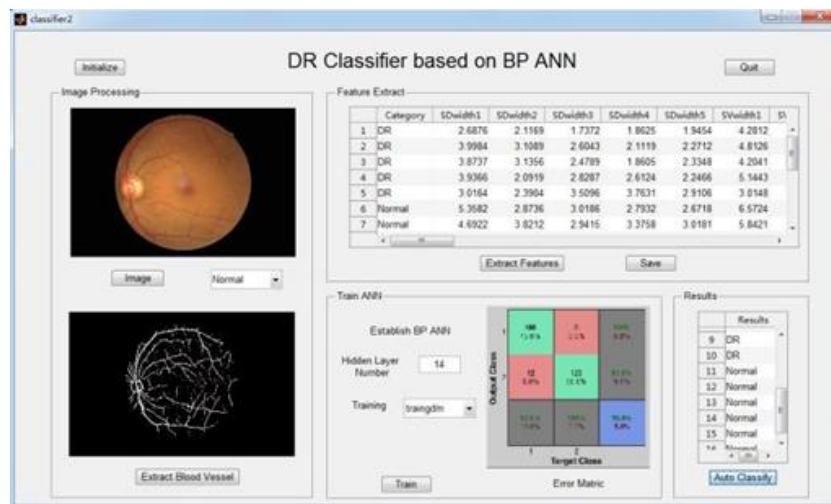 classifier2
DR Classifier based on BP ANN
Initialize
Quit
Image Processing
Image
Normal
Extract Blood Vessel
Feature Extract
Category SDwidth1 SDwidth2 SDwidth3 SDwidth4 SDwidth5 SVwidth1 SV
1 DR 2.6876 2.1169 1.7372 1.8625 1.9454 4.2812
2 DR 3.9984 3.1089 2.6043 2.1119 2.2712 4.8126
3 DR 3.8737 3.1356 2.4789 1.8605 2.3348 4.2041
4 DR 3.9366 2.0919 2.8287 2.6124 2.2466 5.1443
5 DR 3.0164 2.3904 3.5096 3.7631 2.9106 3.0148
6 Normal 5.3582 2.8736 3.0186 2.7932 2.6718 6.5724
7 Normal 4.6922 3.8212 2.9415 3.3758 3.0181 5.8421
Extract Features
Save
Train ANN
Establish BP ANN
Hidden Layer
Number
14
Training
traingdm
Train
Output Class
1
2
1 2
Target Class
Error Matric
Results
Results
9 DR
10 DR
11 Normal
12 Normal
13 Normal
14 Normal
15 Normal
Normal
Auto Classify